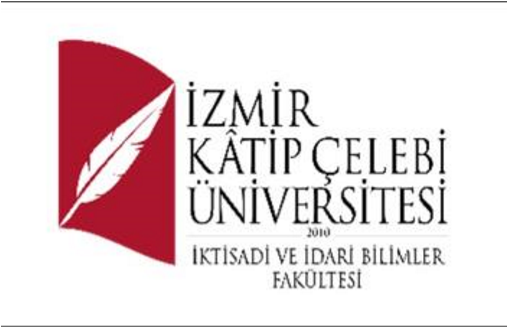 İZMİR
KÂTİP ÇELEBİ
ÜNİVERSİTESİ
2010
İKTİSADİ VE İDARİ BİLİMLER
FAKÜLTESİ